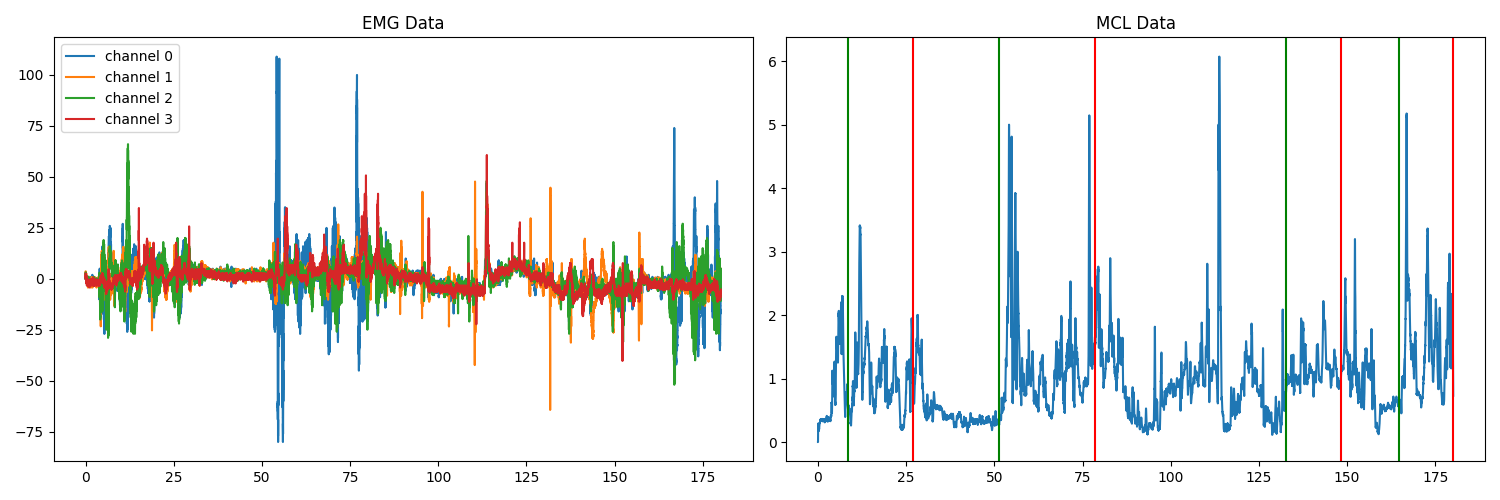 EMG Data
channel 0
channel 1
channel 2
channel 3
100
75
50
25
0
−25
−50
−75
0 25 50 75 100 125 150 175
MCL Data
6
5
4
3
2
1
0
0 25 50 75 100 125 150 175